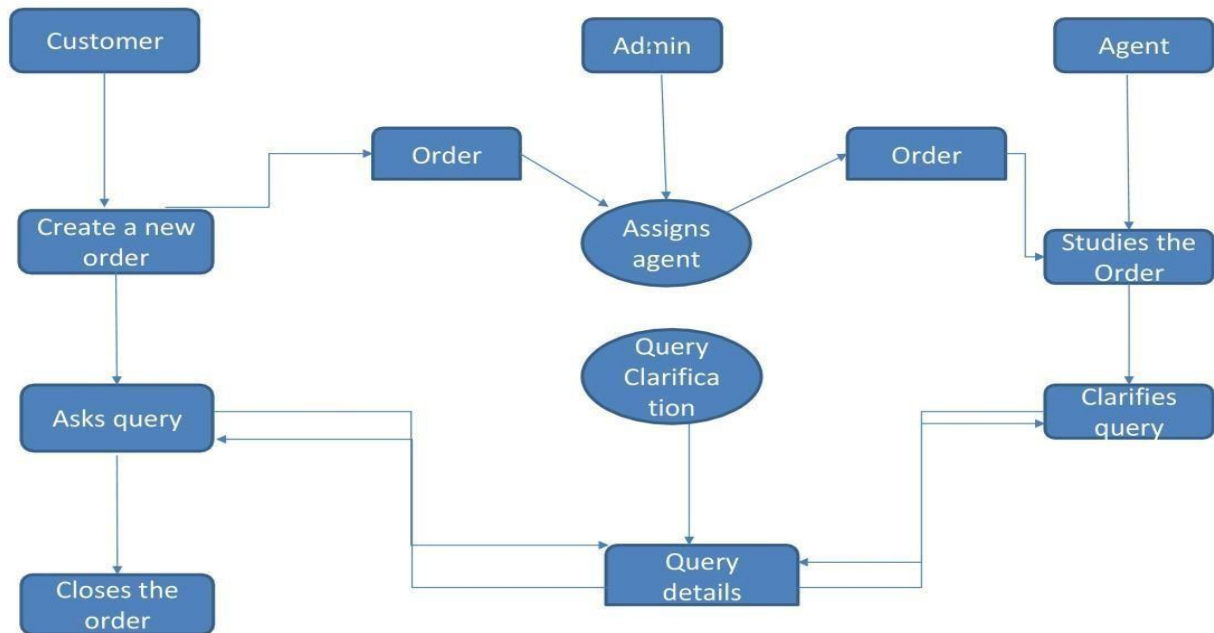 Customer
Admin
Agent
Order
Order
Create a new
order
Assigns
agent
Studies the
Order
Query
Clarifica
tion
Asks query
Clarifies
query
Query
details
Closes the
order